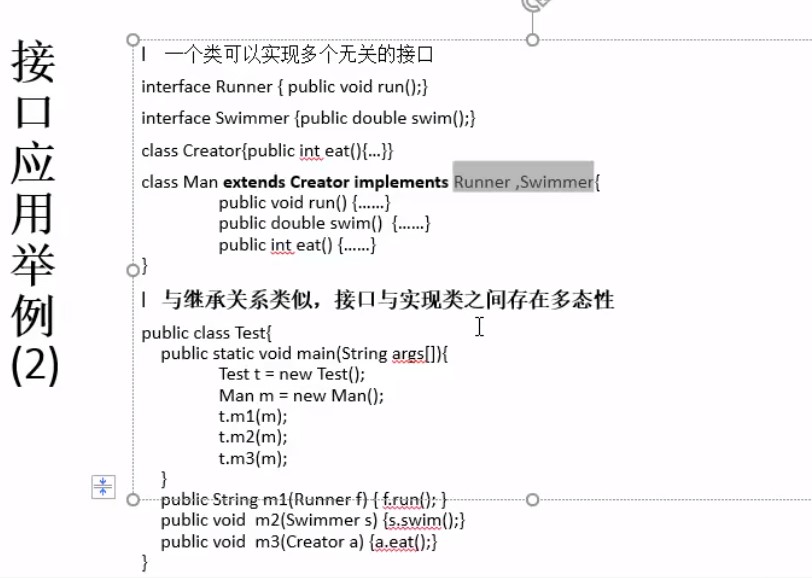 接口应用举例(2)
l 一个类可以实现多个无关的接口
interface Runner { public void run();}
interface Swimmer {public double swim();}
class Creator{public int eat(){…}}
class Man extends Creator implements Runner ,Swimmer{
public void run() {……}
public double swim() {……}
public int eat() {……}
}
l 与继承关系类似，接口与实现类之间存在多态性
public class Test{
public static void main(String args[]){
Test t = new Test();
Man m = new Man();
t.m1(m);
t.m2(m);
t.m3(m);
}
public String m1(Runner f) { f.run(); }
public void m2(Swimmer s) {s.swim();}
public void m3(Creator a) {a.eat();}
}